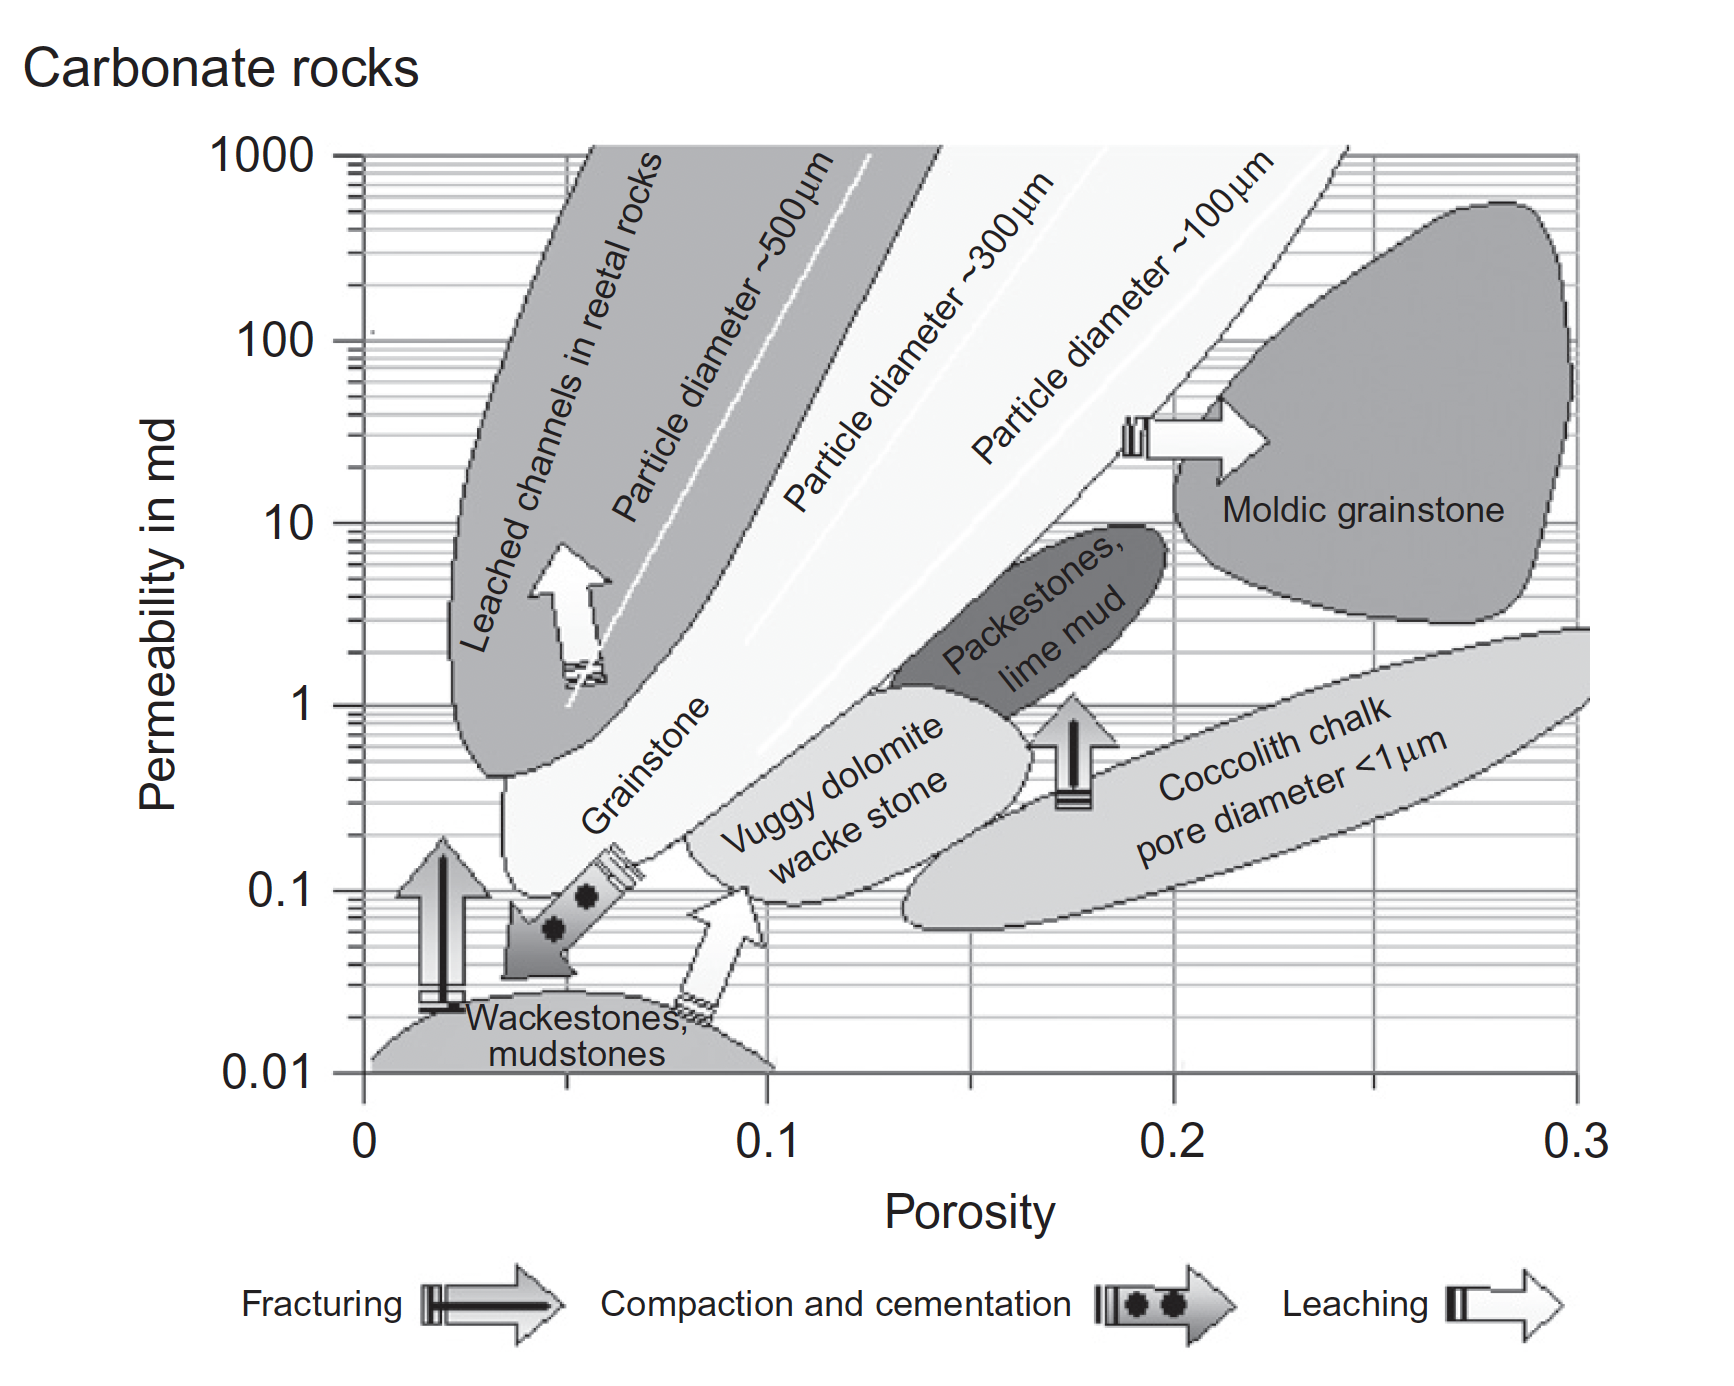 Carbonate rocks
1000
100
10
1
0.1
0.01
Permeability in md
Leached channels in reetal rocks
Particle diameter ~500µm
Particle diameter ~300µm
Particle diameter ~100µm
Grainstone
Moldic grainstone
Packestones,
lime mud
Vuggy dolomite
wacke stone
Coccolith chalk
pore diameter <1µm
Wackestones,
mudstones
0
0.1
0.2
0.3
Porosity
Fracturing
Compaction and cementation
Leaching